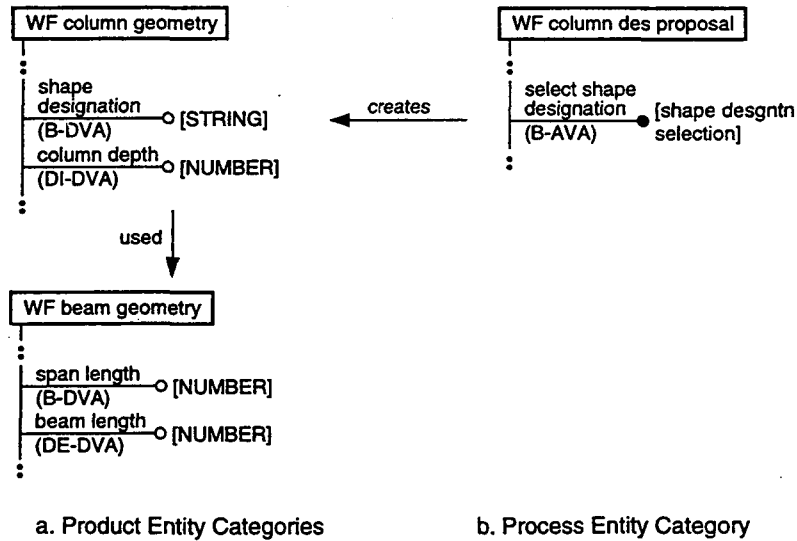 WF column geometry
shape
designation
(B-DVA)
[STRING]
column depth
(DI-DVA)
[NUMBER]
creates
WF column des proposal
select shape
designation
(B-AVA)
[shape desgntn
selection]
used
WF beam geometry
span length
(B-DVA)
[NUMBER]
beam length
(DE-DVA)
[NUMBER]
a. Product Entity Categories
b. Process Entity Category